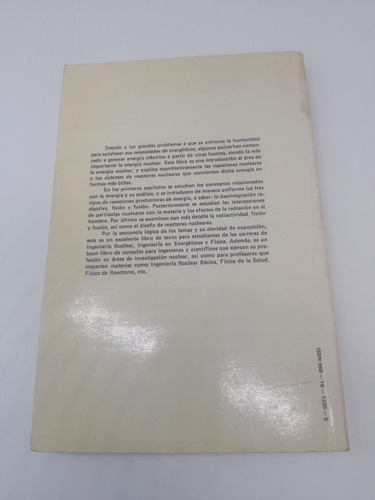 Debido a los grandes problemas a que se enfrenta la humanidad
para satisfacer sus necesidades de energéticos, algunos países han comen-
zado a generar energía eléctrica a partir de otras fuentes, siendo la más
importante la energía nuclear. Este libro es una introducción al área de
la energía nuclear, y explica cuantitativamente las reacciones nucleares
y los sistemas de reactores nucleares que convierten dicha energía en
formas más útiles.
En los primeros capítulos se estudian los conceptos relacionados
con la energía y su análisis, y se introducen de manera uniforme los tres
tipos de reacciones productoras de energía, a saber: la desintegración ra-
diactiva, fisión y fusión. Posteriormente se estudian las interacciones
de partículas nucleares con la materia y los efectos de la radiación en el
hombre. Por último se examinan con más detalle la radiactividad, fisión
y fusión, así como el diseño de reactores nucleares.
Por la secuencia lógica de los temas y su claridad de exposición,
este es un excelente libro de texto para estudiantes de las carreras de
Ingeniería Nuclear, Ingeniería en Energéticos y Física. Además, es un
buen libro de consulta para ingenieros y científicos que ejercen su pro-
fesión en áreas de investigación nuclear, así como para profesores que
imparten materias como Ingeniería Nuclear Básica, Física de la Salud,
Física de Reactores, etc.
ISBN 968 - 18 - 1335 - 9